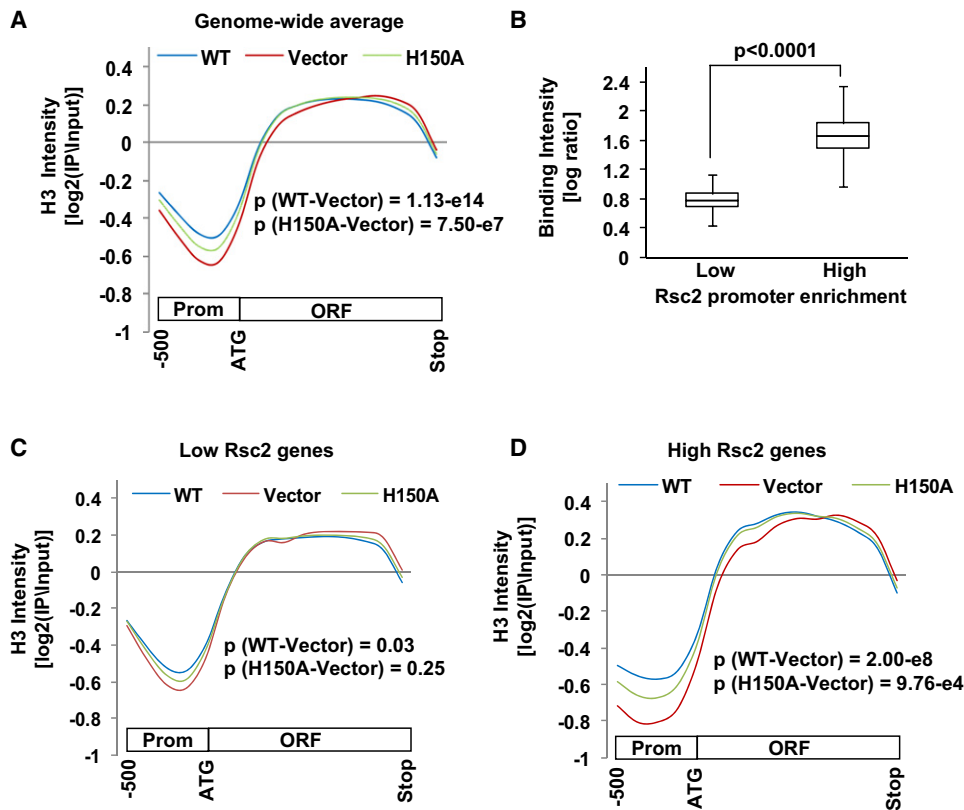 A
Genome-wide average
WT Vector H150A
H3 Intensity
[log2(IP\Input)]
0.4
0.2
0
-0.2
-0.4
-0.6
-0.8
-1
p (WT-Vector) = 1.13-e14
p (H150A-Vector) = 7.50-e7
Prom ORF
-500 ATG Stop
B
p<0.0001
Binding Intensity
[log ratio]
2.4
2.0
1.6
1.2
0.8
0.4
0
Low High
Rsc2 promoter enrichment
C
Low Rsc2 genes
WT Vector H150A
H3 Intensity
[log2(IP\Input)]
0.4
0.2
0
-0.2
-0.4
-0.6
-0.8
-1
p (WT-Vector) = 0.03
p (H150A-Vector) = 0.25
Prom ORF
-500 ATG Stop
D
High Rsc2 genes
WT Vector H150A
H3 Intensity
[log2(IP\Input)]
0.4
0.2
0
-0.2
-0.4
-0.6
-0.8
-1
p (WT-Vector) = 2.00-e8
p (H150A-Vector) = 9.76-e4
Prom ORF
-500 ATG Stop